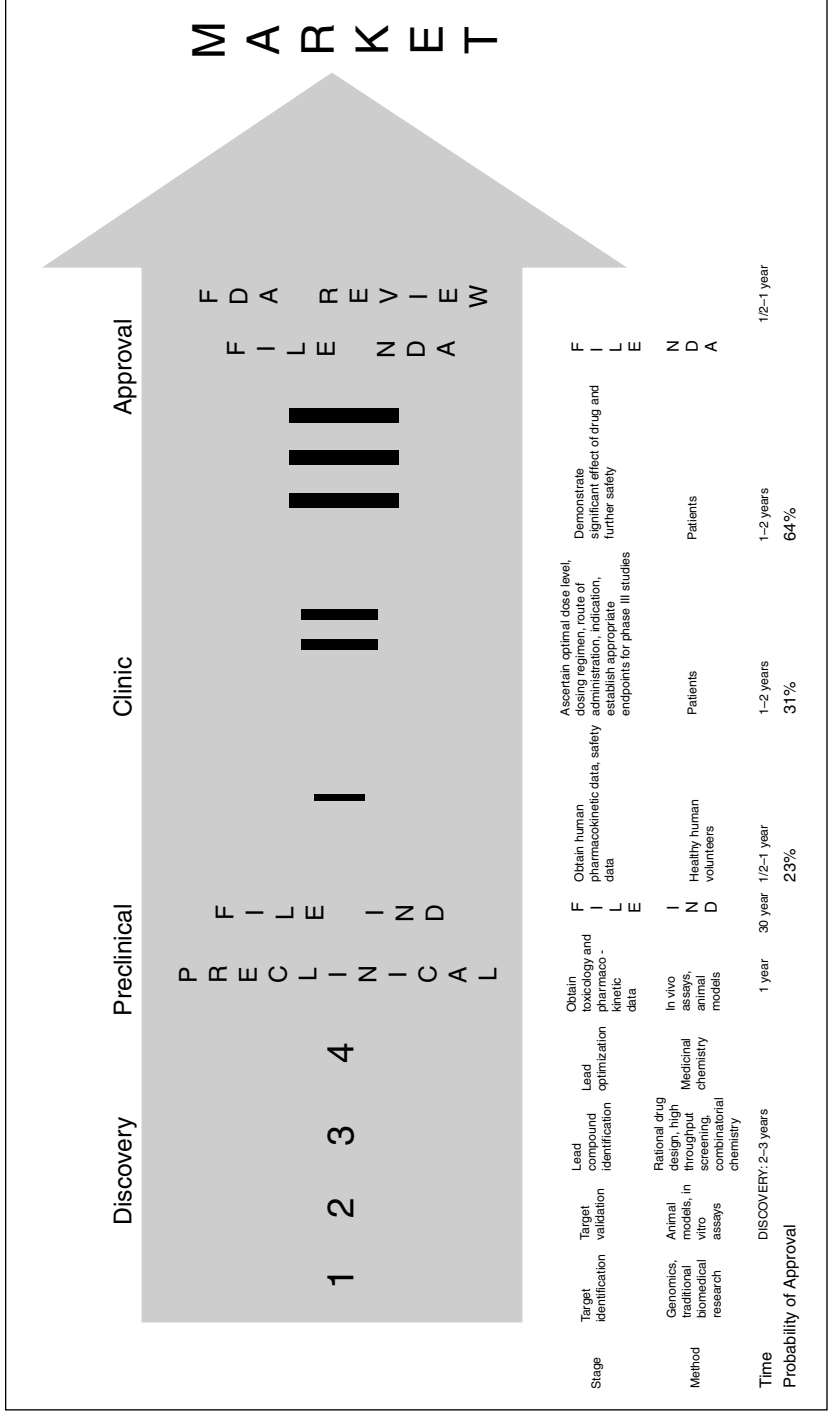 Discovery
Preclinical
Clinic
Approval
1
2
3
4
PRECLINICAL
FILE IND
I
II
III
FILE NDA
FDA REVIEW
MARKET
Stage
Target
identification
Target
validation
Lead
compound
identification
Lead
optimization
Obtain
toxicology and
pharmaco -
kinetic
data
FILE IND
Obtain human
pharmacokinetic data, safety
data
Ascertain optimal dose level,
dosing regimen, route of
administration, indication,
establish appropriate
endpoints for phase III studies
Demonstrate
significant effect of drug and
further safety
FILE NDA
Method
Genomics,
traditional
biomedical
research
Animal
models, in
vitro
assays
Rational drug
design, high
throughput
screening,
combinatorial
chemistry
Medicinal
chemistry
In vivo
assays,
animal
models
Healthy human
volunteers
Patients
Patients
Time
DISCOVERY: 2–3 years
1 year
30 year
1/2–1 year
1–2 years
1–2 years
1/2–1 year
Probability of Approval
23%
31%
64%